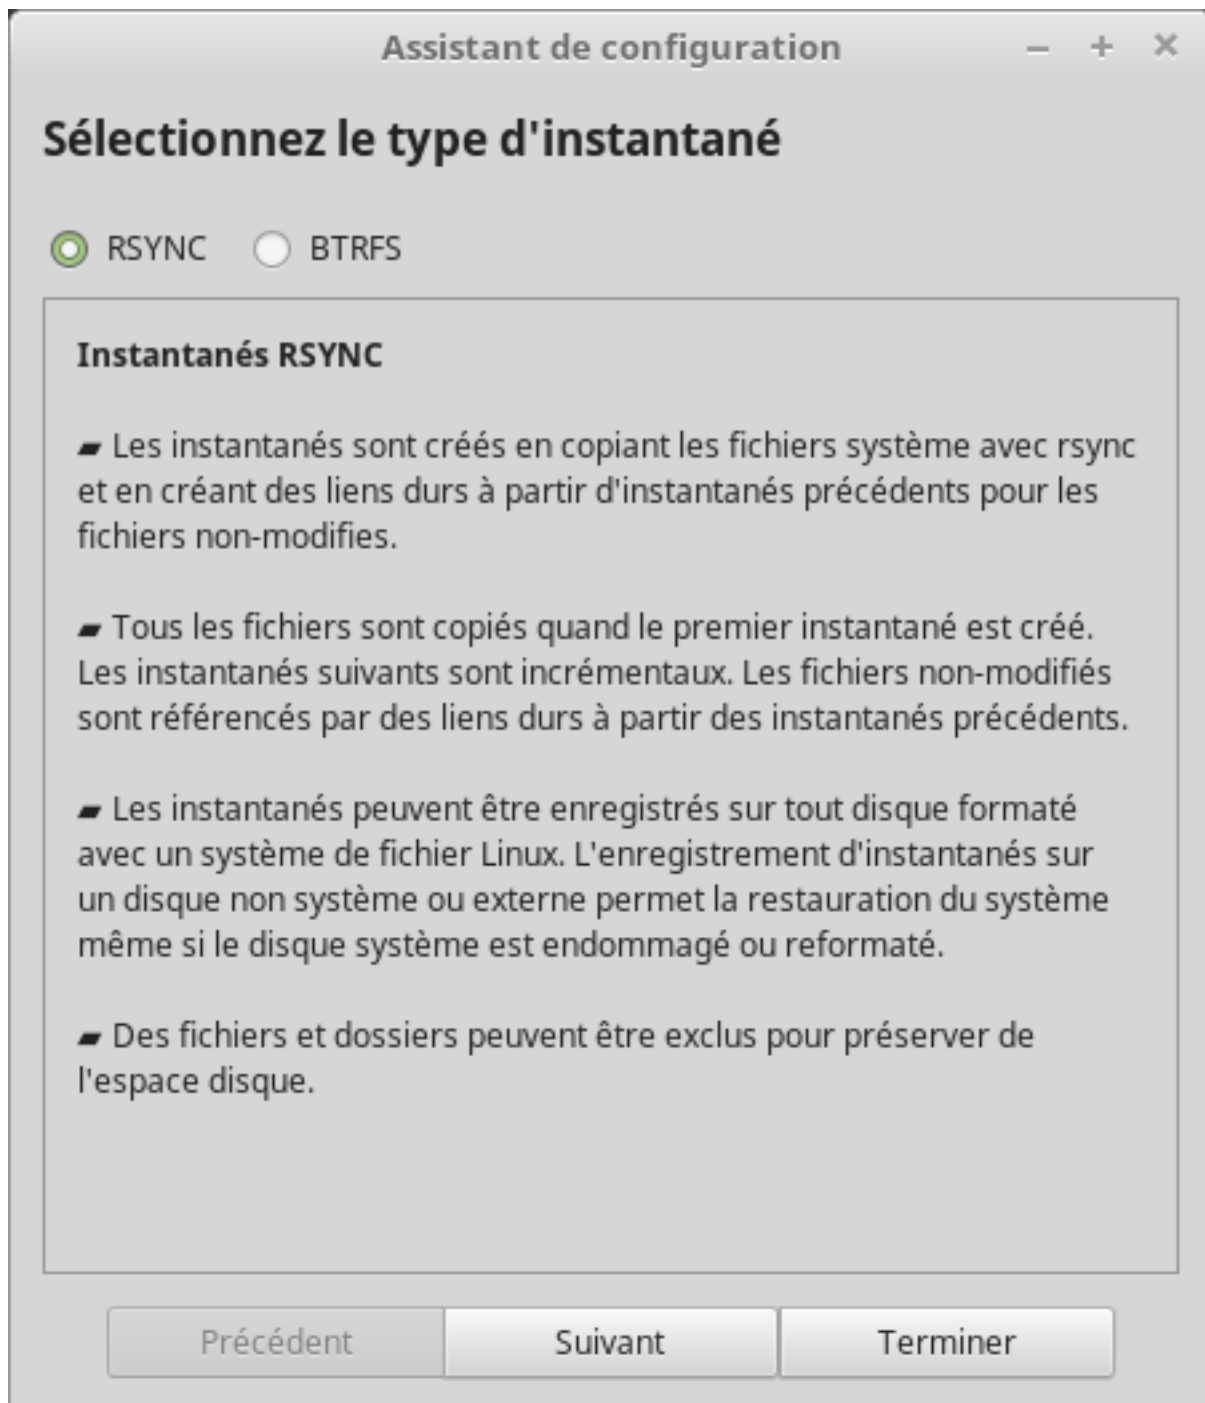 Assistant de configuration
Sélectionnez le type d'instantané
RSYNC BTRFS
Instantanés RSYNC
▰ Les instantanés sont créés en copiant les fichiers système avec rsync
et en créant des liens durs à partir d'instantanés précédents pour les
fichiers non-modifies.
▰ Tous les fichiers sont copiés quand le premier instantané est créé.
Les instantanés suivants sont incrémentaux. Les fichiers non-modifiés
sont référencés par des liens durs à partir des instantanés précédents.
▰ Les instantanés peuvent être enregistrés sur tout disque formaté
avec un système de fichier Linux. L'enregistrement d'instantanés sur
un disque non système ou externe permet la restauration du système
même si le disque système est endommagé ou reformaté.
▰ Des fichiers et dossiers peuvent être exclus pour préserver de
l'espace disque.
Précédent Suivant Terminer